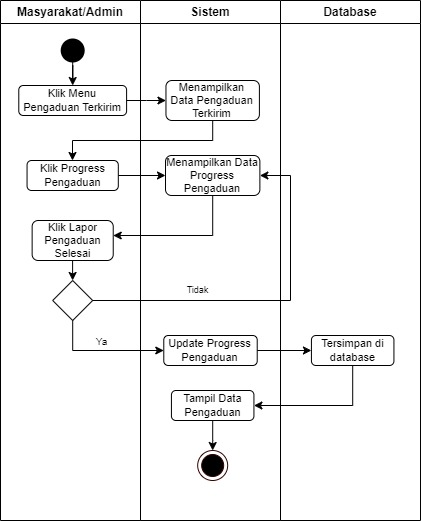 Masyarakat/Admin
Sistem
Database
Klik Menu
Pengaduan Terkirim
Menampilkan
Data Pengaduan
Terkirim
Klik Progress
Pengaduan
Menampilkan Data
Progress
Pengaduan
Klik Lapor
Pengaduan
Selesai
Tidak
Ya
Update Progress
Pengaduan
Tersimpan di
database
Tampil Data
Pengaduan